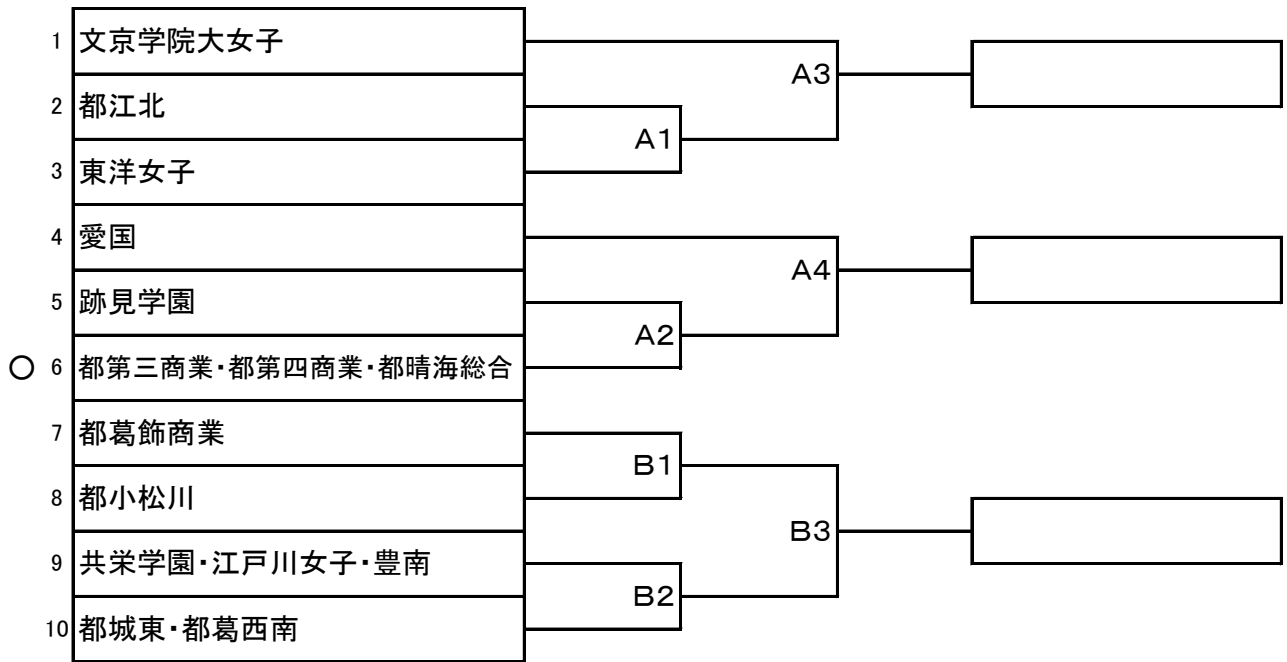 1 文京学院大女子
A3
2 都江北
A1
3 東洋女子
4 愛国
A4
5 跡見学園
A2
○ 6 都第三商業・都第四商業・都晴海総合
7 都葛飾商業
B1
8 都小松川
B3
9 共栄学園・江戸川女子・豊南
B2
10 都城東・都葛西南